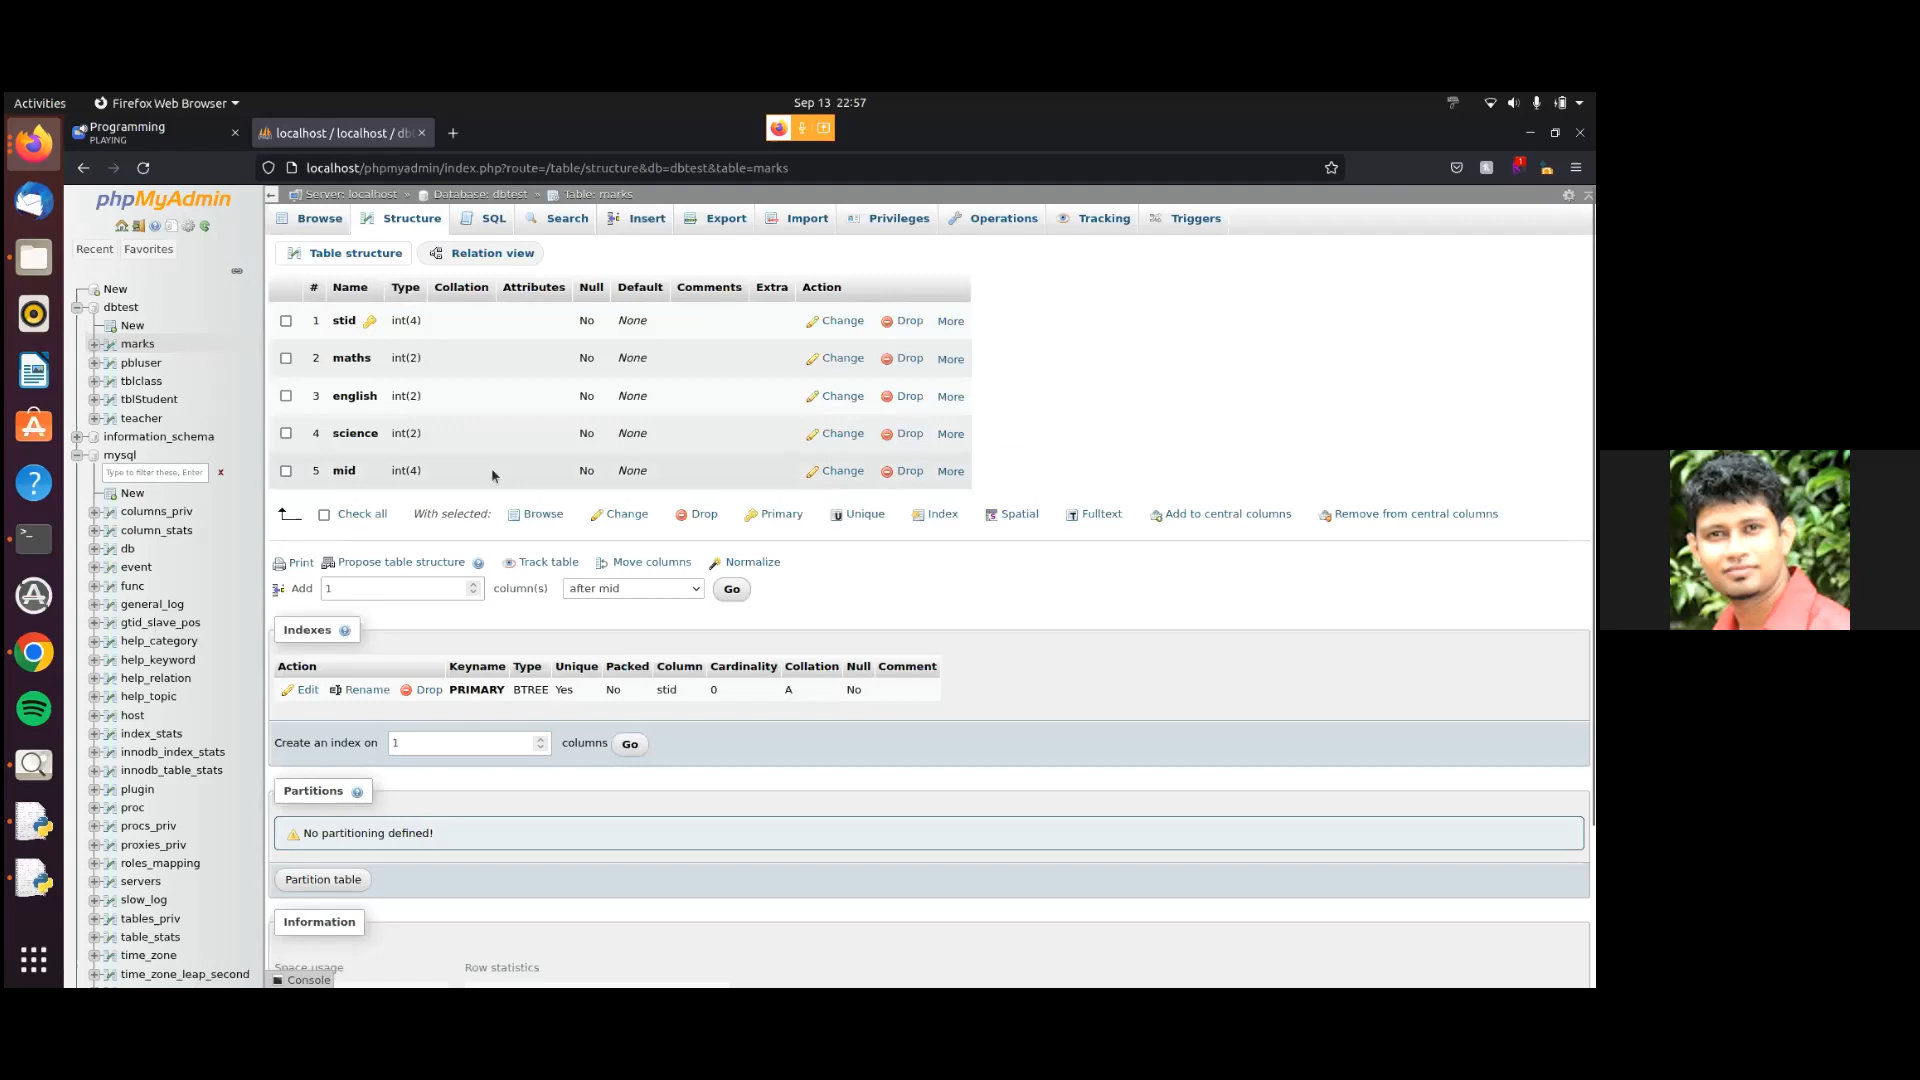 Activities
Firefox Web Browser
Sep 13 22:57
Programming
PLAYING
localhost / localhost / db
localhost/phpmyadmin/index.php?route=/table/structure&db=dbtest&table=marks
phpMyAdmin
Recent
Favorites
New
dbtest
New
marks
pbluser
tblclass
tblStudent
teacher
information_schema
mysql
Type to filter these, Enter
x
New
columns_priv
column_stats
db
event
func
general_log
gtid_slave_pos
help_category
help_keyword
help_relation
help_topic
host
index_stats
innodb_index_stats
innodb_table_stats
plugin
proc
procs_priv
proxies_priv
roles_mapping
servers
slow_log
tables_priv
table_stats
time_zone
time_zone_leap_second
Server: localhost » Database: dbtest » Table: marks
Browse Structure SQL Search Insert Export Import Privileges Operations Tracking Triggers
Table structure Relation view
# Name Type Collation Attributes Null Default Comments Extra Action
1 stid int(4) No None Change Drop More
2 maths int(2) No None Change Drop More
3 english int(2) No None Change Drop More
4 science int(2) No None Change Drop More
5 mid int(4) No None Change Drop More
Check all With selected: Browse Change Drop Primary Unique Index Spatial Fulltext Add to central columns Remove from central columns
Print Propose table structure Track table Move columns Normalize
Add 1 column(s) after mid Go
Indexes
Action Keyname Type Unique Packed Column Cardinality Collation Null Comment
Edit Rename Drop PRIMARY BTREE Yes No stid 0 A No
Create an index on 1 columns Go
Partitions
No partitioning defined!
Partition table
Information
Space usage Row statistics
Console